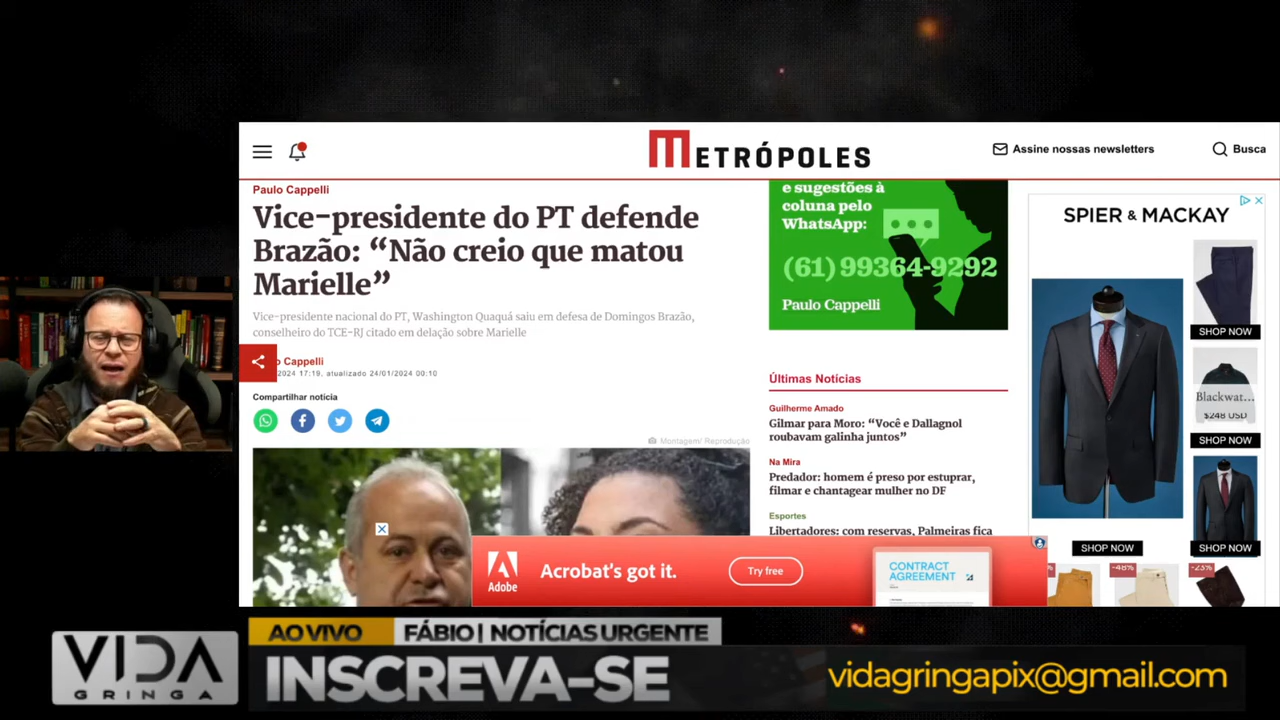 METRÓPOLES
Assine nossas newsletters
Busca
Paulo Cappelli
Vice-presidente do PT defende
Brazão: “Não creio que matou
Marielle”
Vice-presidente nacional do PT, Washington Quaquá saiu em defesa de Domingos Brazão,
conselheiro do TCE-RJ citado em delação sobre Marielle
o Cappelli
2024 17:19, atualizado 24/01/2024 00:10
Compartilhar notícia
Montagem/ Reprodução
e sugestões à
coluna pelo
WhatsApp:
(61) 99364-9292
Paulo Cappelli
Últimas Notícias
Guilherme Amado
Gilmar para Moro: “Você e Dallagnol
roubavam galinha juntos”
Na Mira
Predador: homem é preso por estuprar,
filmar e chantagear mulher no DF
Esportes
Libertadores: com reservas, Palmeiras fica
SPIER & MACKAY
SHOP NOW
Blackwat...
$248 USD
SHOP NOW
SHOP NOW
SHOP NOW
-48%
-23%
Adobe
Acrobat's got it.
Try free
CONTRACT
AGREEMENT
VIDA
GRINGA
AO VIVO
FÁBIO | NOTÍCIAS URGENTE
INSCREVA-SE
vidagringapix@gmail.com